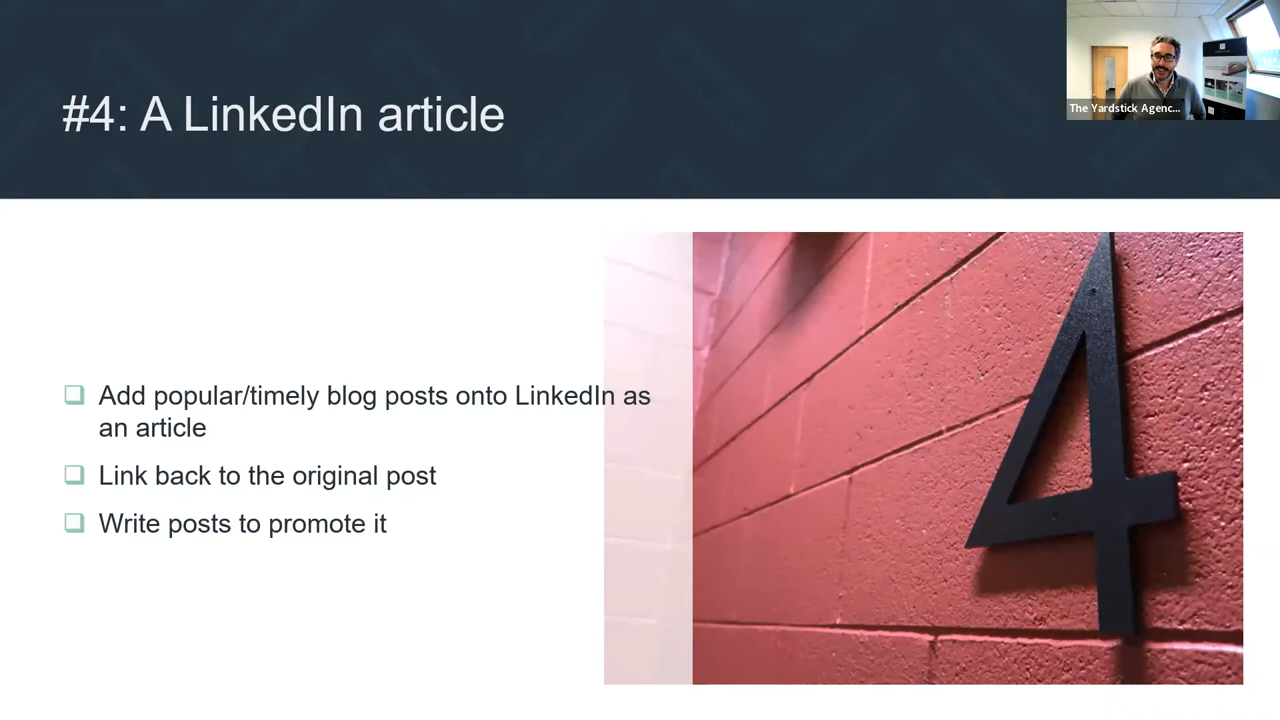 #4: A LinkedIn article
The Yardstick Agenc...
Add popular/timely blog posts onto LinkedIn as
an article
Link back to the original post
Write posts to promote it
4